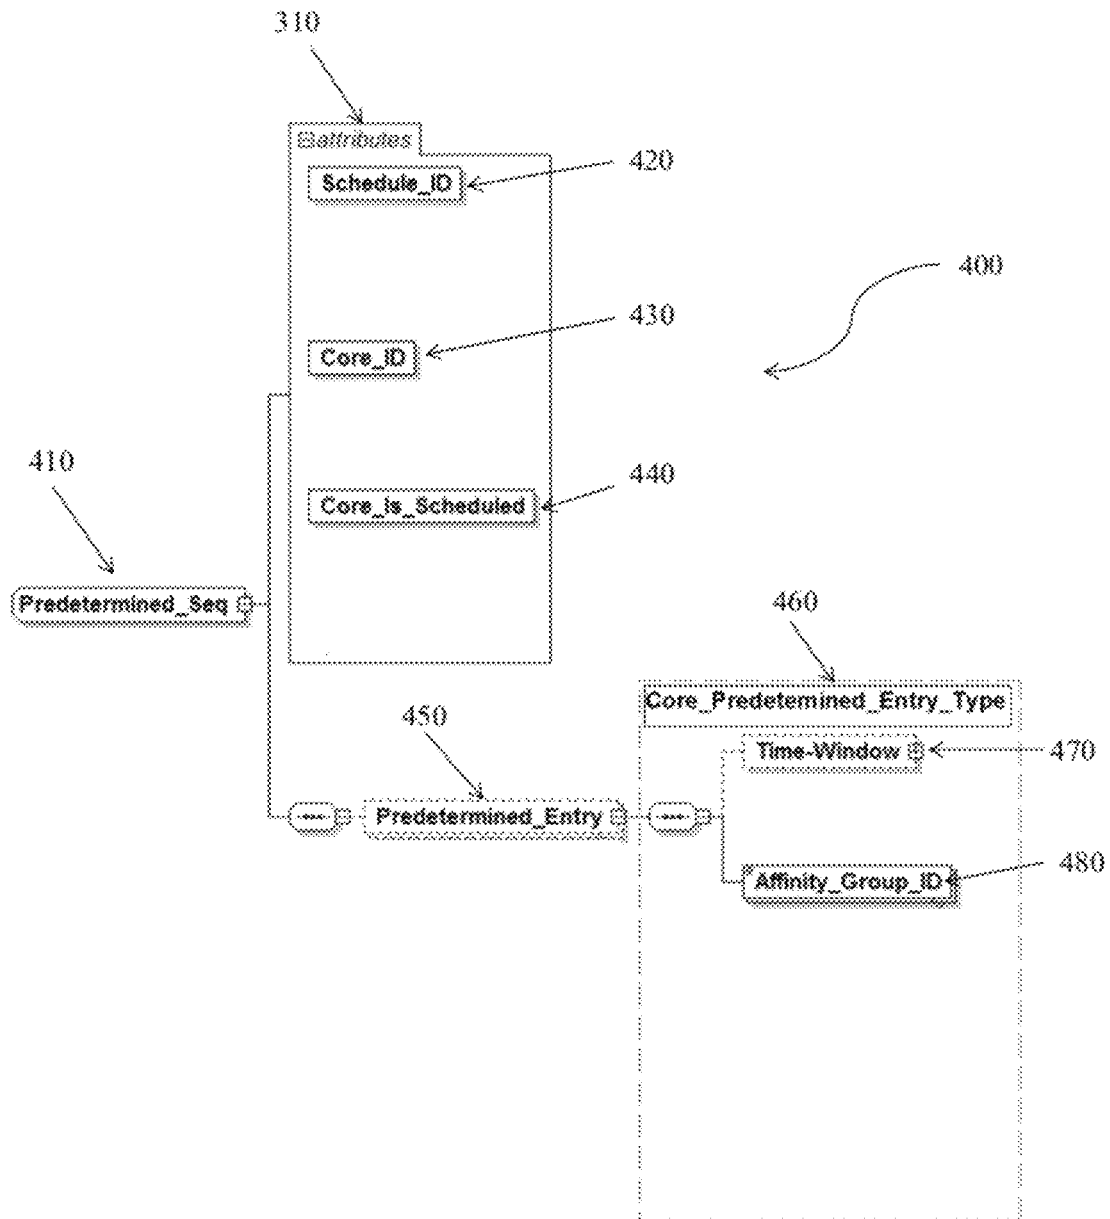 310
attributes
Schedule_ID
420
400
Core_ID
430
410
Core_Is_Scheduled
440
Predetermined_Seq
460
Core_Predetemined_Entry_Type
450
Time-Window
470
Predetermined_Entry
Affinity_Group_ID
480